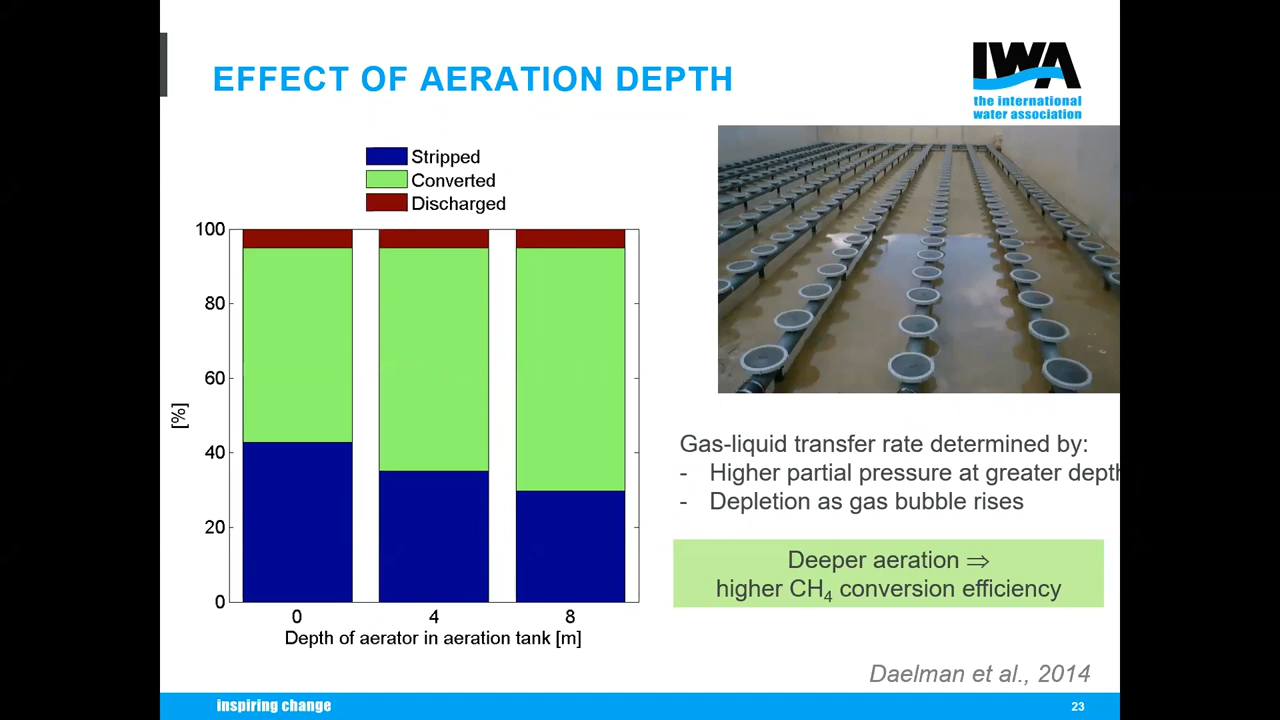 EFFECT OF AERATION DEPTH
IWA
the international
water association
Stripped
Converted
Discharged
100
80
60
40
20
0
[%]
0 4 8
Depth of aerator in aeration tank [m]
Gas-liquid transfer rate determined by:
- Higher partial pressure at greater depth
- Depletion as gas bubble rises
Deeper aeration ⇒
higher CH₄ conversion efficiency
Daelman et al., 2014
inspiring change
23